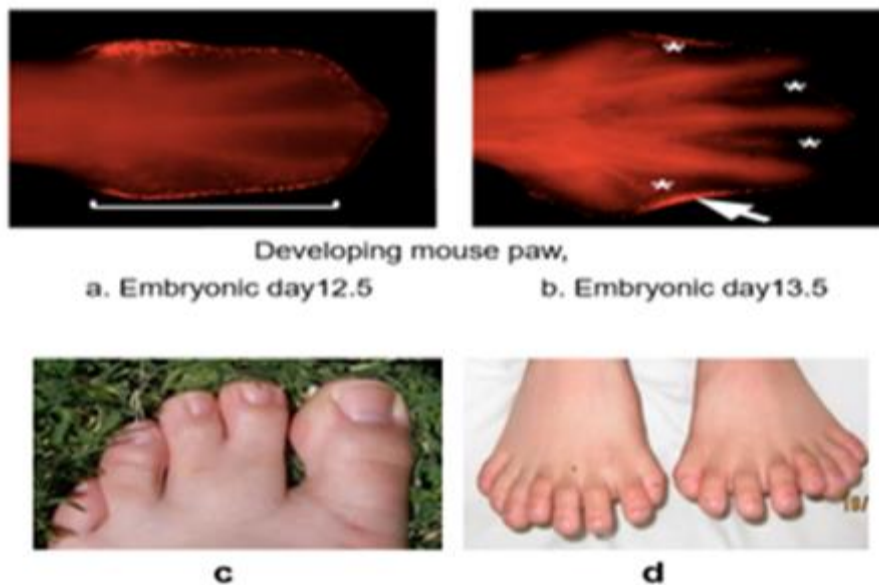 Developing mouse paw,
a. Embryonic day12.5
b. Embryonic day13.5
c
d